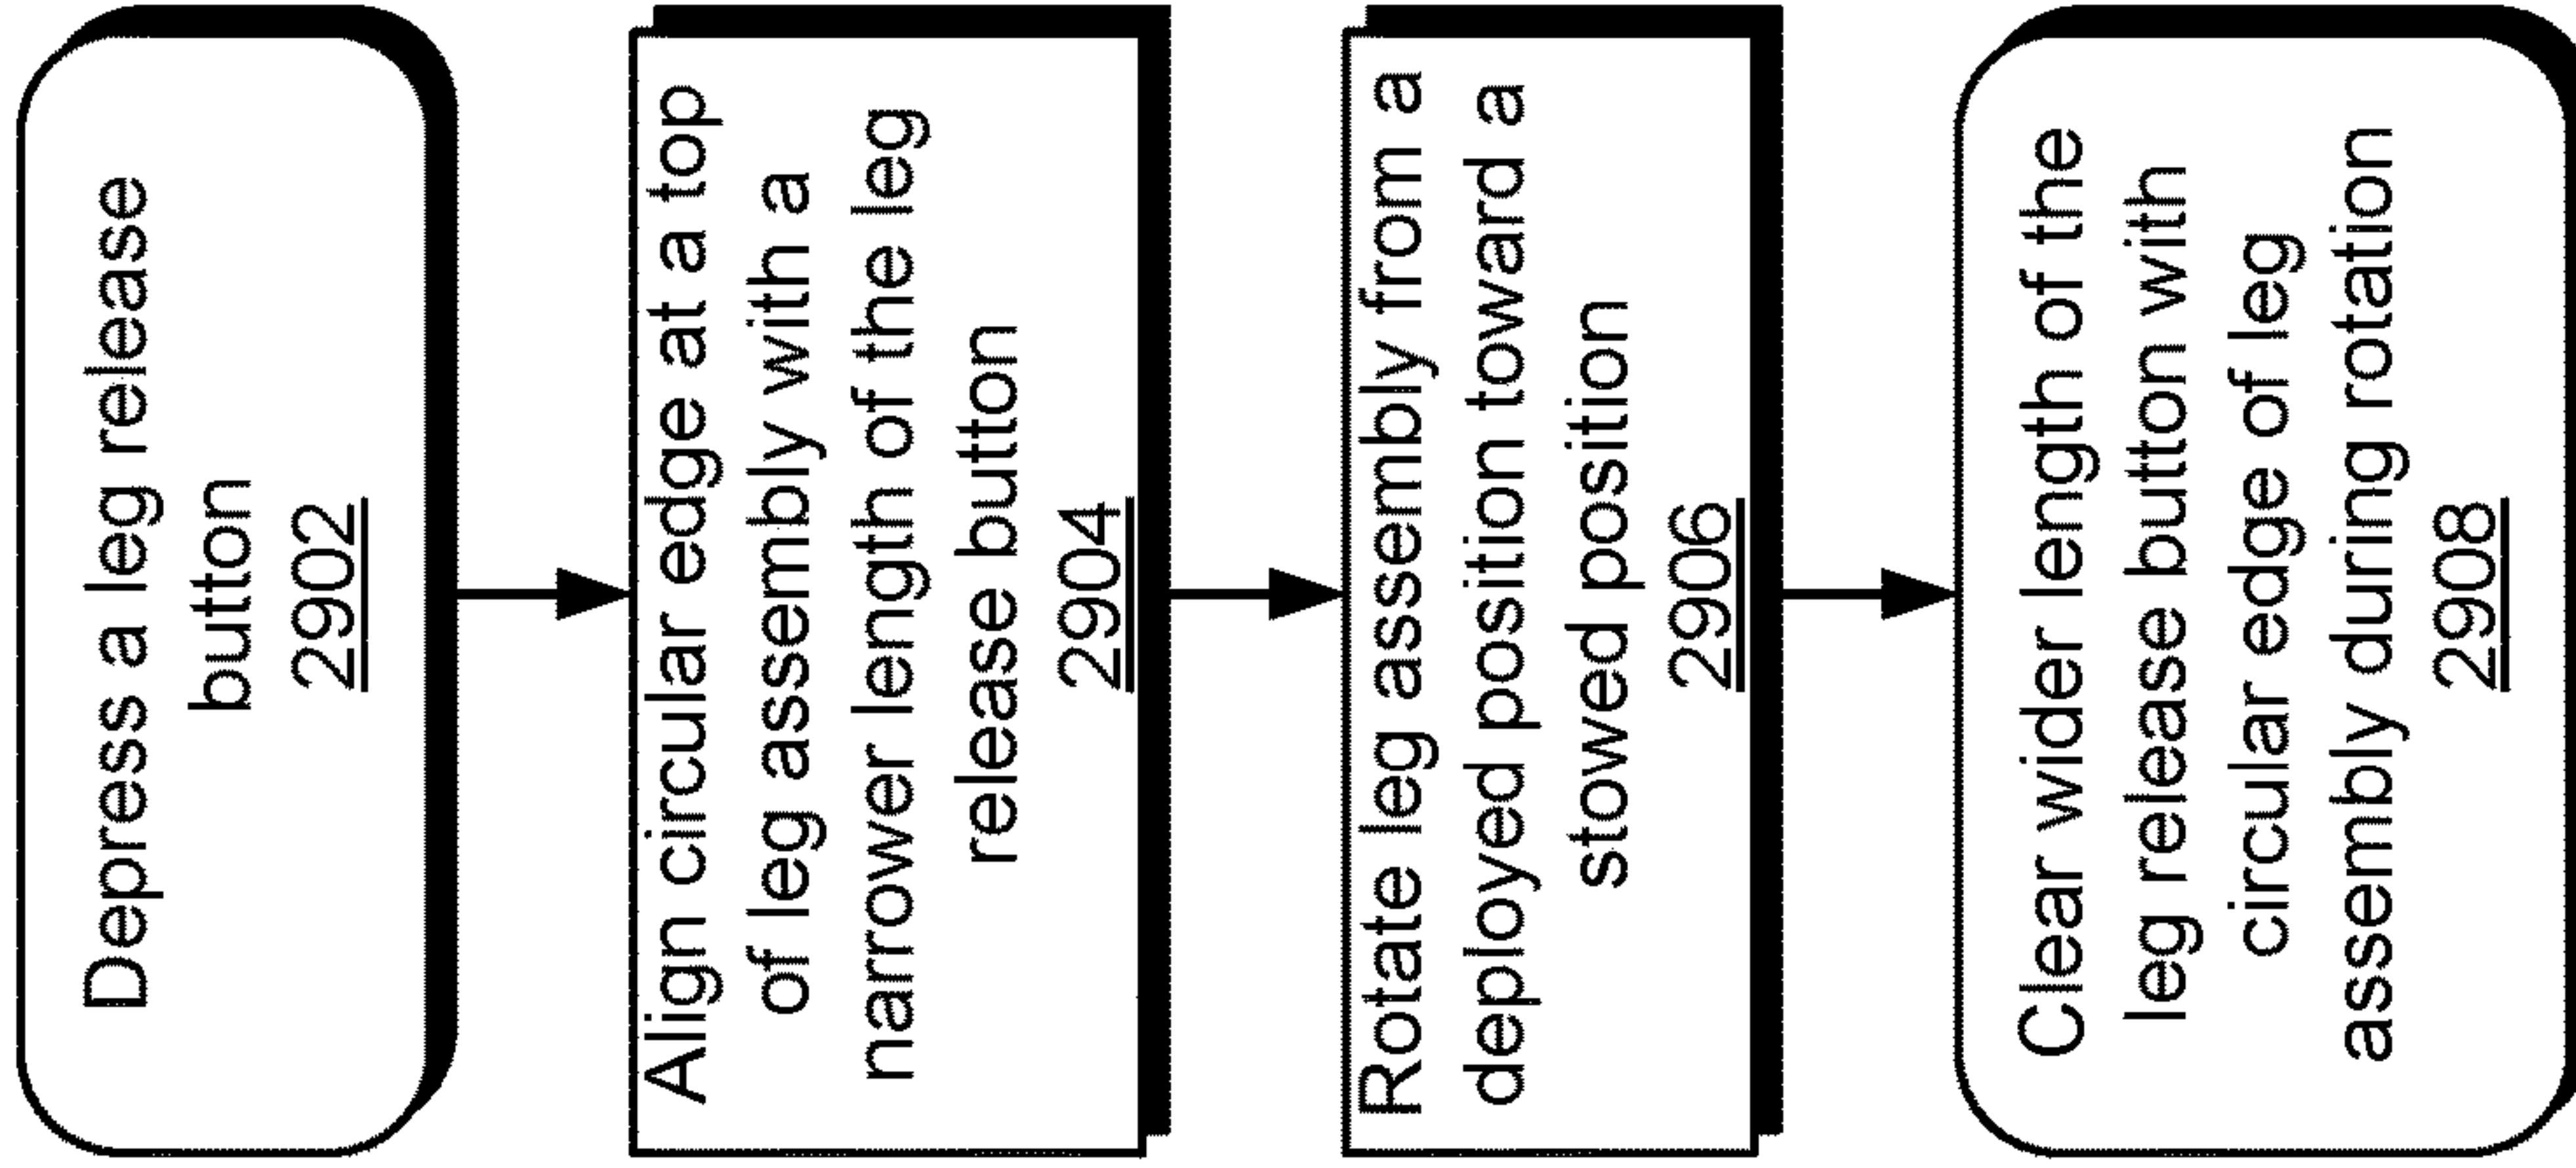 Depress a leg release
button
2902
Align circular edge at a top
of leg assembly with a
narrower length of the leg
release button
2904
Rotate leg assembly from a
deployed position toward a
stowed position
2906
Clear wider length of the
leg release button with
circular edge of leg
assembly during rotation
2908